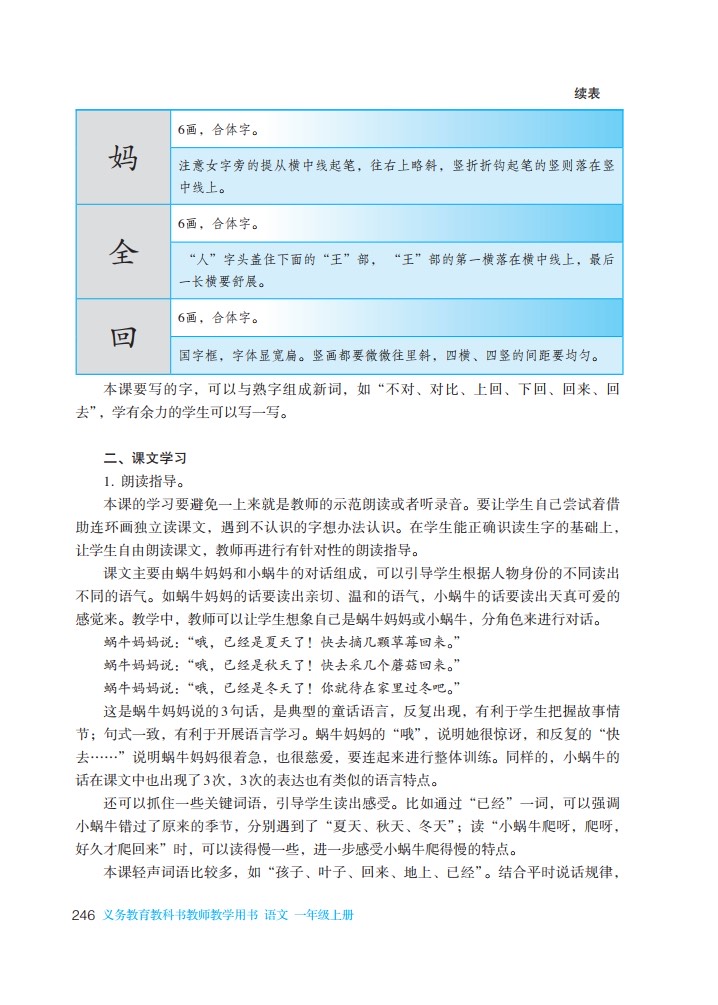 续表
妈
6画，合体字。
注意女字旁的提从横中线起笔，往右上略斜，竖折折钩起笔的竖则落在竖
中线上。
全
6画，合体字。
“人”字头盖住下面的“王”部，“王”部的第一横落在横中线上，最后
一长横要舒展。
回
6画，合体字。
国字框，字体显宽扁。竖画都要微微往里斜，四横、四竖的间距要均匀。
本课要写的字，可以与熟字组成新词，如“不对、对比、上回、下回、回来、回
去”，学有余力的学生可以写一写。
二、课文学习
1. 朗读指导。
本课的学习要避免一上来就是教师的示范朗读或者听录音。要让学生自己尝试着借
助连环画独立读课文，遇到不认识的字想办法认识。在学生能正确识读生字的基础上，
让学生自由朗读课文，教师再进行有针对性的朗读指导。
课文主要由蜗牛妈妈和小蜗牛的对话组成，可以引导学生根据人物身份的不同读出
不同的语气。如蜗牛妈妈的话要读出亲切、温和的语气，小蜗牛的话要读出天真可爱的
感觉来。教学中，教师可以让学生想象自己是蜗牛妈妈或小蜗牛，分角色来进行对话。
蜗牛妈妈说：“哦，已经是夏天了！快去摘几颗草莓回来。”
蜗牛妈妈说：“哦，已经是秋天了！快去采几个蘑菇回来。”
蜗牛妈妈说：“哦，已经是冬天了！你就待在家里过冬吧。”
这是蜗牛妈妈说的3句话，是典型的童话语言，反复出现，有利于学生把握故事情
节；句式一致，有利于开展语言学习。蜗牛妈妈的“哦”，说明她很惊讶，和反复的“快
去……”说明蜗牛妈妈很着急，也很慈爱，要连起来进行整体训练。同样的，小蜗牛的
话在课文中也出现了3次，3次的表达也有类似的语言特点。
还可以抓住一些关键词语，引导学生读出感受。比如通过“已经”一词，可以强调
小蜗牛错过了原来的季节，分别遇到了“夏天、秋天、冬天”；读“小蜗牛爬呀，爬呀，
好久才爬回来”时，可以读得慢一些，进一步感受小蜗牛爬得慢的特点。
本课轻声词语比较多，如“孩子、叶子、回来、地上、已经”。结合平时说话规律，
246 义务教育教科书教师教学用书 语文 一年级上册